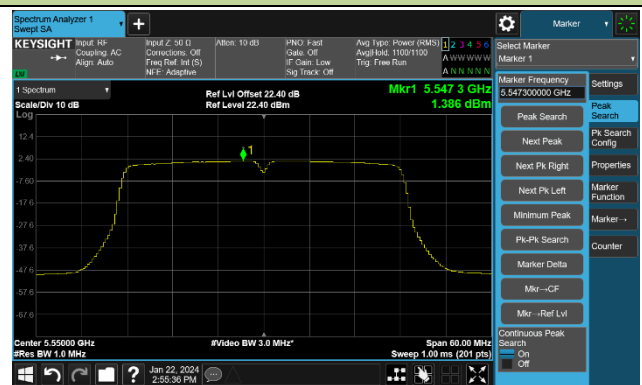 Spectrum Analyzer 1
Swept SA
+
Marker
KEYSIGHT
Input: RF
Coupling: AC
Align: Auto
Input Z: 50 Ω
Corrections: Off
Freq Ref: Int (S)
NFE: Adaptive
Atten: 10 dB
PNO: Fast
Gate: Off
IF Gain: Low
Sig Track: Off
Avg Type: Power (RMS)
Avg|Hold: 1100/1100
Trig: Free Run
1 2 3 4 5 6
A W W W W W
A N N N N N
LXI
1 Spectrum
Scale/Div 10 dB
Log
Ref Lvl Offset 22.40 dB
Ref Level 22.40 dBm
Mkr1 5.547 3 GHz
1.386 dBm
12.4
2.40
-7.60
-17.6
-27.6
-37.6
-47.6
-57.6
-67.6
1
Center 5.55000 GHz
#Res BW 1.0 MHz
#Video BW 3.0 MHz*
Span 60.00 MHz
Sweep 1.00 ms (201 pts)
Select Marker
Marker 1
Marker Frequency
5.547300000 GHz
Peak Search
Next Peak
Next Pk Right
Next Pk Left
Minimum Peak
Pk-Pk Search
Marker Delta
Mkr→CF
Mkr→Ref Lvl
Continuous Peak
Search
On
Off
Settings
Peak
Search
Pk Search
Config
Properties
Marker
Function
Marker→
Counter
?
Jan 22, 2024
2:55:36 PM